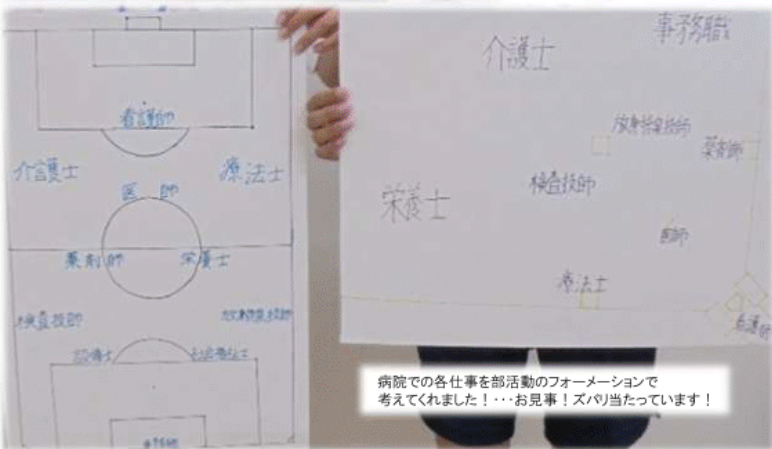 看護師
介護士
療法士
医師
薬剤師
栄養士
検査技師
放射線技師
設備士
事務職
介護士
放射線技師
薬剤師
検査技師
栄養士
医師
療法士
看護師
病院での各仕事を部活動のフォーメーションで
考えてくれました！・・・お見事！ズバリ当たっています！